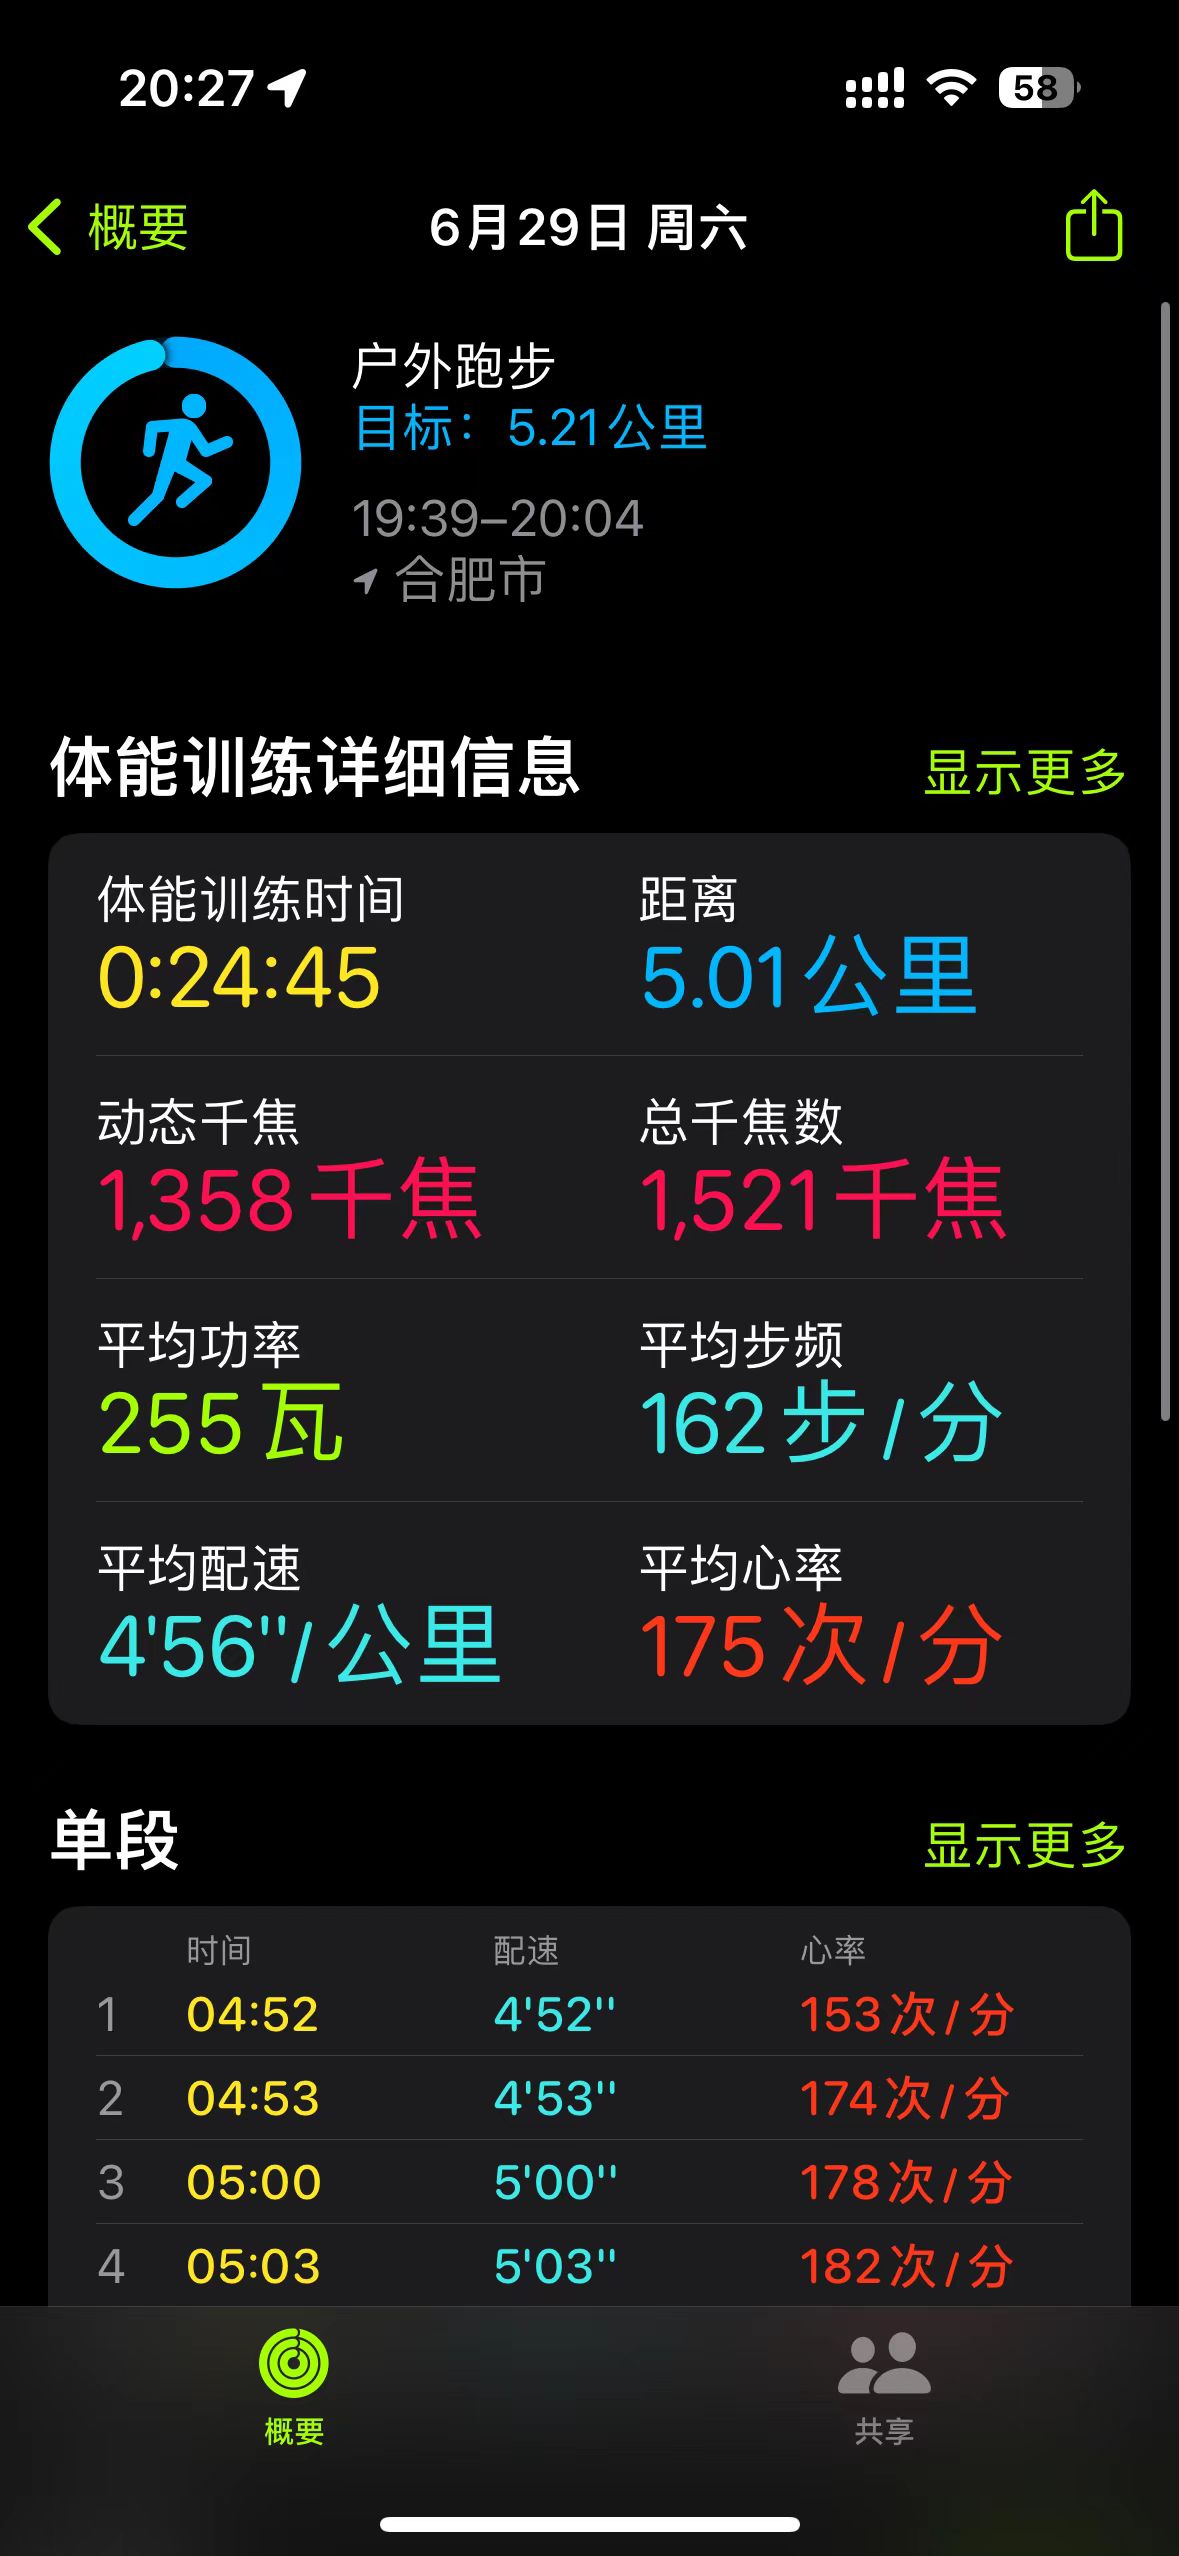 20:27
58
概要
6月29日 周六
户外跑步
目标：5.21公里
19:39–20:04
合肥市
体能训练详细信息 显示更多
体能训练时间 距离
0:24:45 5.01公里
动态千焦 总千焦数
1,358千焦 1,521千焦
平均功率 平均步频
255瓦 162步/分
平均配速 平均心率
4'56''/公里 175次/分
单段 显示更多
时间 配速 心率
1 04:52 4'52'' 153次/分
2 04:53 4'53'' 174次/分
3 05:00 5'00'' 178次/分
4 05:03 5'03'' 182次/分
概要 共享